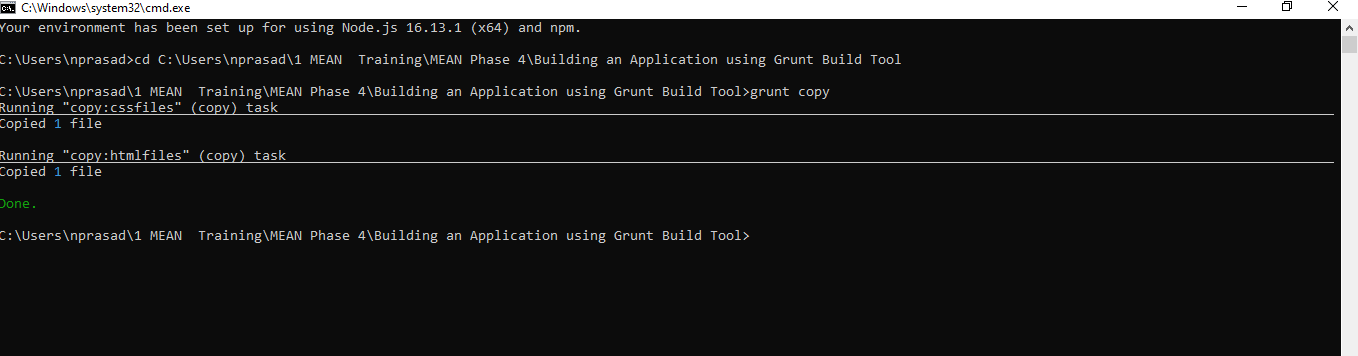 C:\Windows\system32\cmd.exe
Your environment has been set up for using Node.js 16.13.1 (x64) and npm.
C:\Users\nprasad>cd C:\Users\nprasad\1 MEAN  Training\MEAN Phase 4\Building an Application using Grunt Build Tool
C:\Users\nprasad\1 MEAN  Training\MEAN Phase 4\Building an Application using Grunt Build Tool>grunt copy
Running "copy:cssfiles" (copy) task
Copied 1 file
Running "copy:htmlfiles" (copy) task
Copied 1 file
Done.
C:\Users\nprasad\1 MEAN  Training\MEAN Phase 4\Building an Application using Grunt Build Tool>